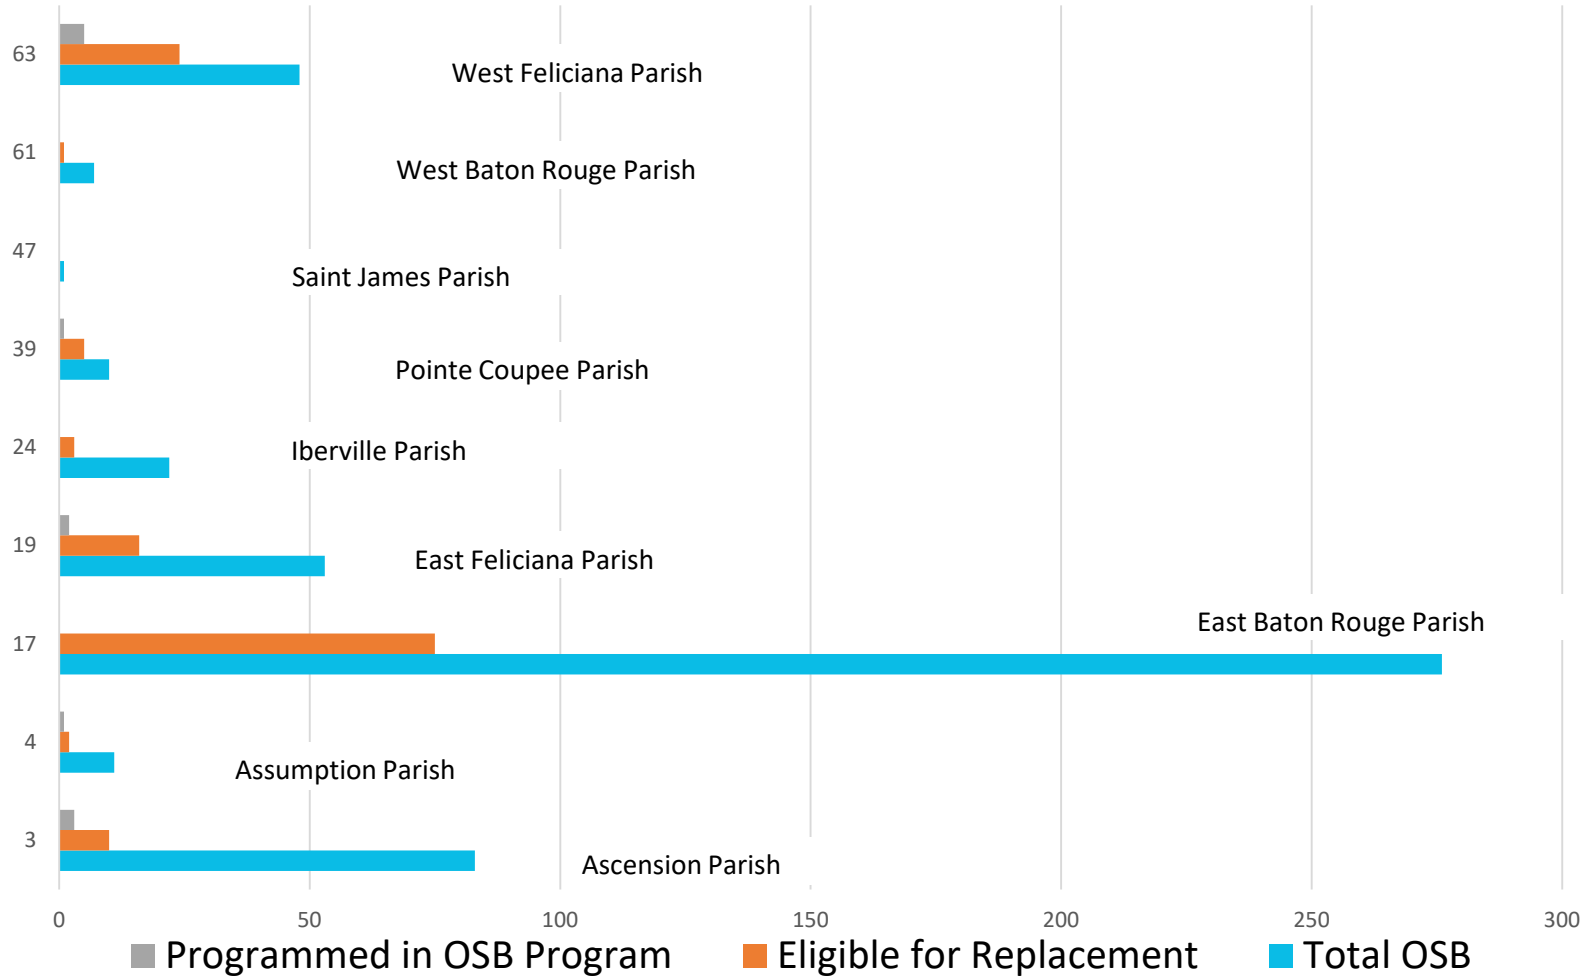 63
West Feliciana Parish
61
West Baton Rouge Parish
47
Saint James Parish
39
Pointe Coupee Parish
24
Iberville Parish
19
East Feliciana Parish
17
East Baton Rouge Parish
4
Assumption Parish
3
Ascension Parish
0 50 100 150 200 250 300
Programmed in OSB Program Eligible for Replacement Total OSB